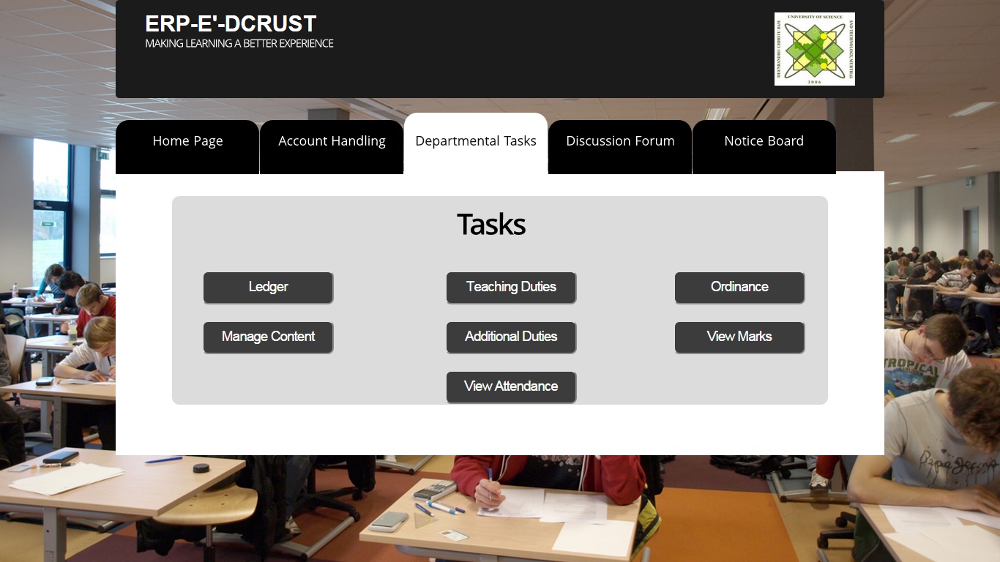 ERP-E'-DCRUST
MAKING LEARNING A BETTER EXPERIENCE
UNIVERSITY OF SCIENCE
AND TECHNOLOGY, MURTHAL
DEENBANDHU CHHOTU RAM
2006
Home Page
Account Handling
Departmental Tasks
Discussion Forum
Notice Board
Tasks
Ledger
Teaching Duties
Ordinance
Manage Content
Additional Duties
View Marks
View Attendance
TROPICAL